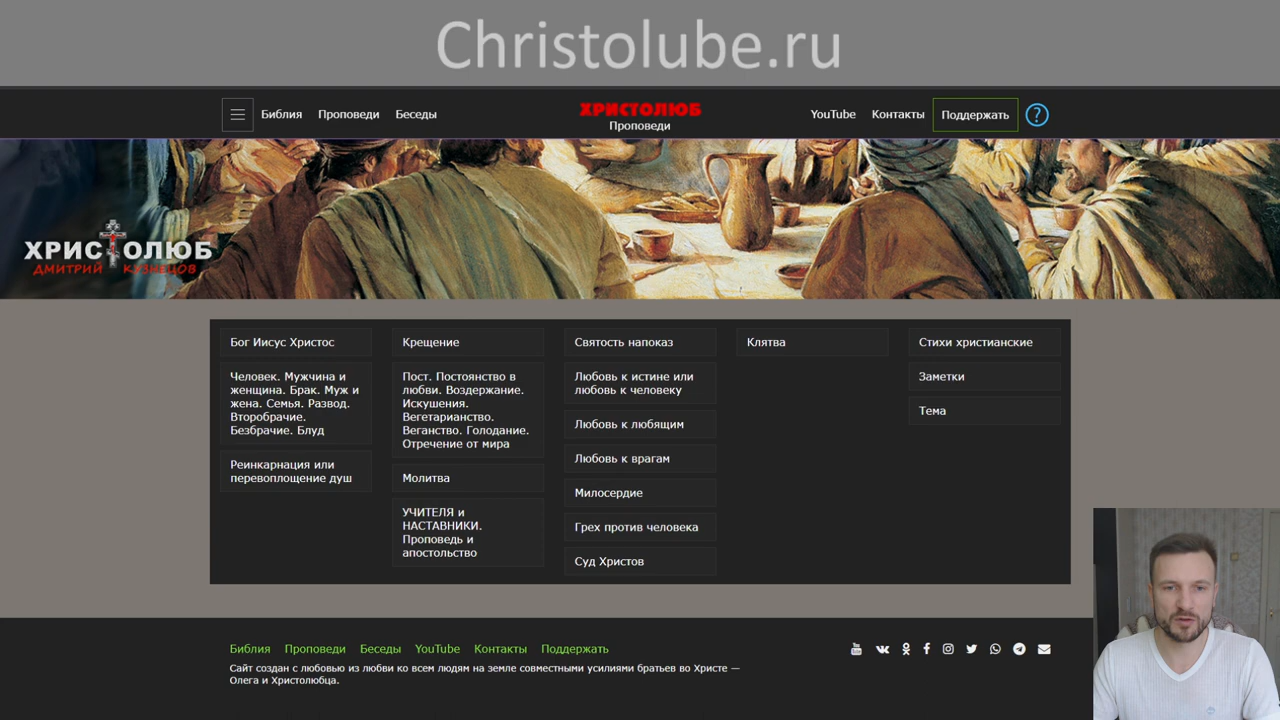 Christolube.ru
Библия Проповеди Беседы
ХРИСТОЛЮБ
Проповеди
YouTube Контакты Поддержать ?
ХРИСТОЛЮБ
ДМИТРИЙ КУЗНЕЦОВ
Бог Иисус Христос
Человек. Мужчина и
женщина. Брак. Муж и
жена. Семья. Развод.
Второбрачие.
Безбрачие. Блуд
Реинкарнация или
перевоплощение душ
Крещение
Пост. Постоянство в
любви. Воздержание.
Искушения.
Вегетарианство.
Веганство. Голодание.
Отречение от мира
Молитва
УЧИТЕЛЯ и
НАСТАВНИКИ.
Проповедь и
апостольство
Святость напоказ
Любовь к истине или
любовь к человеку
Любовь к любящим
Любовь к врагам
Милосердие
Грех против человека
Суд Христов
Клятва
Стихи христианские
Заметки
Тема
Библия Проповеди Беседы YouTube Контакты Поддержать
Сайт создан с любовью из любви ко всем людям на земле совместными усилиями братьев во Христе —
Олега и Христолюбца.